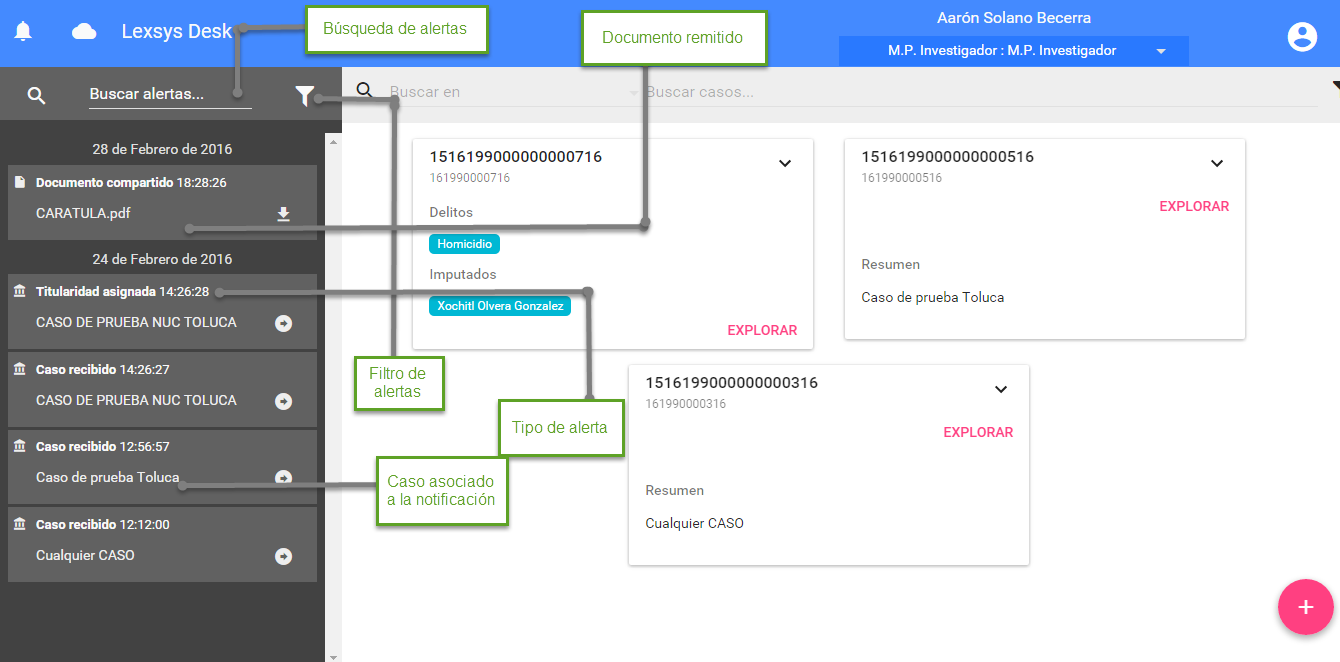 Lexsys Desk
Búsqueda de alertas
Documento remitido
Aarón Solano Becerra
M.P. Investigador : M.P. Investigador
Buscar alertas...
Buscar en
Buscar casos...
28 de Febrero de 2016
Documento compartido 18:28:26
CARATULA.pdf
24 de Febrero de 2016
Titularidad asignada 14:26:28
CASO DE PRUEBA NUC TOLUCA
Caso recibido 14:26:27
CASO DE PRUEBA NUC TOLUCA
Caso recibido 12:56:57
Caso de prueba Toluca
Caso recibido 12:12:00
Cualquier CASO
1516199000000000716
161990000716
Delitos
Homicidio
Imputados
Xochitl Olvera Gonzalez
EXPLORAR
1516199000000000516
161990000516
EXPLORAR
Resumen
Caso de prueba Toluca
Filtro de
alertas
Tipo de alerta
Caso asociado
a la notificación
1516199000000000316
161990000316
EXPLORAR
Resumen
Cualquier CASO